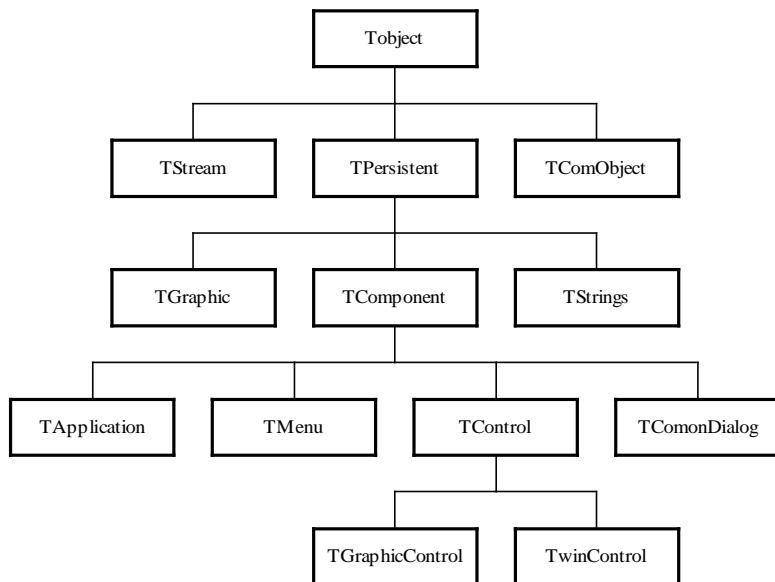 Tobject
TStream TPersistent TComObject
TGraphic TComponent TStrings
TApplication TMenu TControl TComonDialog
TGraphicControl TwinControl